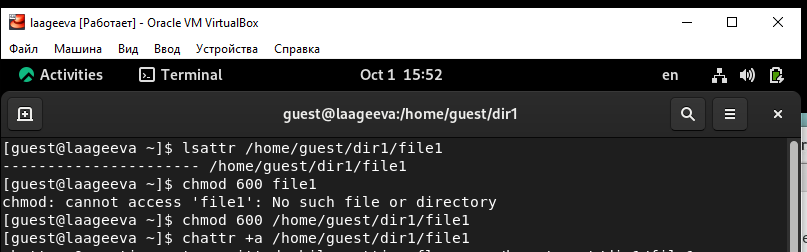 laageeva [Работает] - Oracle VM VirtualBox
Файл Машина Вид Ввод Устройства Справка
Activities Terminal Oct 1 15:52 en
guest@laageeva:/home/guest/dir1
[guest@laageeva ~]$ lsattr /home/guest/dir1/file1
---------------------- /home/guest/dir1/file1
[guest@laageeva ~]$ chmod 600 file1
chmod: cannot access 'file1': No such file or directory
[guest@laageeva ~]$ chmod 600 /home/guest/dir1/file1
[guest@laageeva ~]$ chattr +a /home/guest/dir1/file1